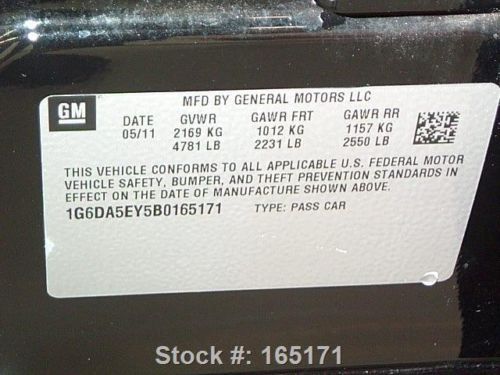 MFD BY GENERAL MOTORS LLC
GM
DATE GVWR GAWR FRT GAWR RR
05/11 2169 KG 1012 KG 1157 KG
4781 LB 2231 LB 2550 LB
THIS VEHICLE CONFORMS TO ALL APPLICABLE U.S. FEDERAL MOTOR
VEHICLE SAFETY, BUMPER, AND THEFT PREVENTION STANDARDS IN
EFFECT ON THE DATE OF MANUFACTURE SHOWN ABOVE.
1G6DA5EY5B0165171 TYPE: PASS CAR
Stock #: 165171